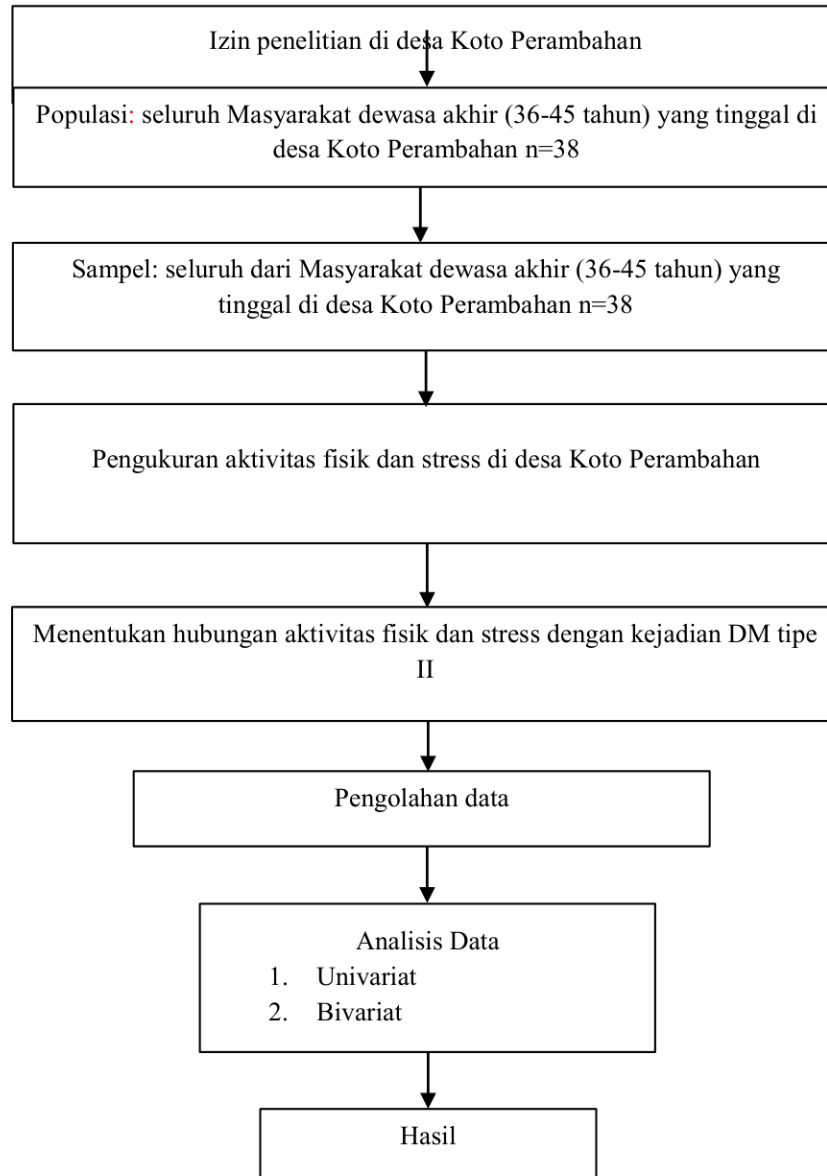 Izin penelitian di desa Koto Perambahan
Populasi: seluruh Masyarakat dewasa akhir (36-45 tahun) yang tinggal di
desa Koto Perambahan n=38
Sampel: seluruh dari Masyarakat dewasa akhir (36-45 tahun) yang
tinggal di desa Koto Perambahan n=38
Pengukuran aktivitas fisik dan stress di desa Koto Perambahan
Menentukan hubungan aktivitas fisik dan stress dengan kejadian DM tipe
II
Pengolahan data
Analisis Data
1. Univariat
2. Bivariat
Hasil